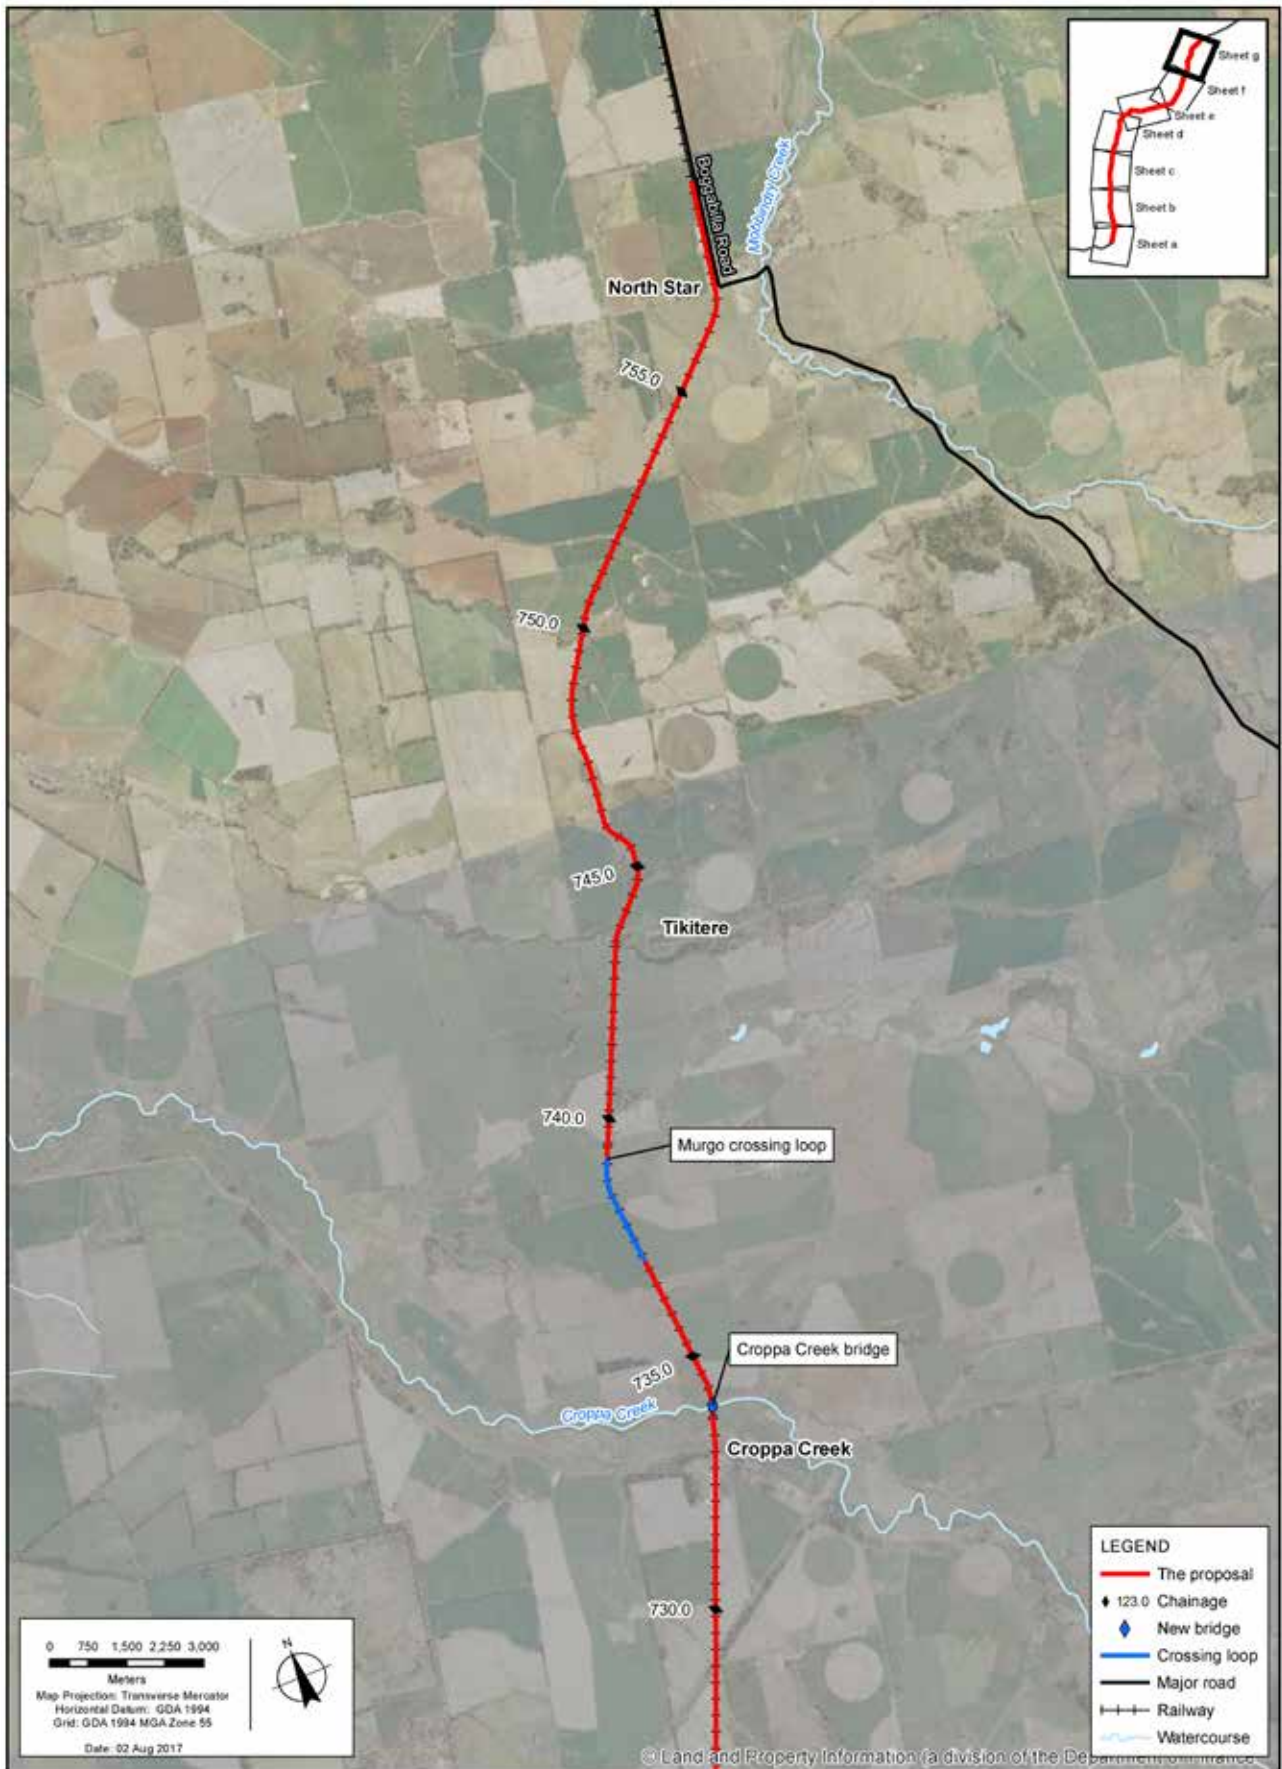 Sheet g
Sheet f
Sheet e
Sheet d
Sheet c
Sheet b
Sheet a
Boggabilla Road
Mobbindry Creek
North Star
755.0
750.0
745.0
Tikitere
740.0
Murgo crossing loop
Croppa Creek bridge
735.0
Croppa Creek
Croppa Creek
730.0
LEGEND
The proposal
123.0 Chainage
New bridge
Crossing loop
Major road
Railway
Watercourse
0 750 1,500 2,250 3,000
Meters
Map Projection: Transverse Mercator
Horizontal Datum: GDA 1994
Grid: GDA 1994 MGA Zone 55
Date: 02 Aug 2017
N
© Land and Property Information (a division of the